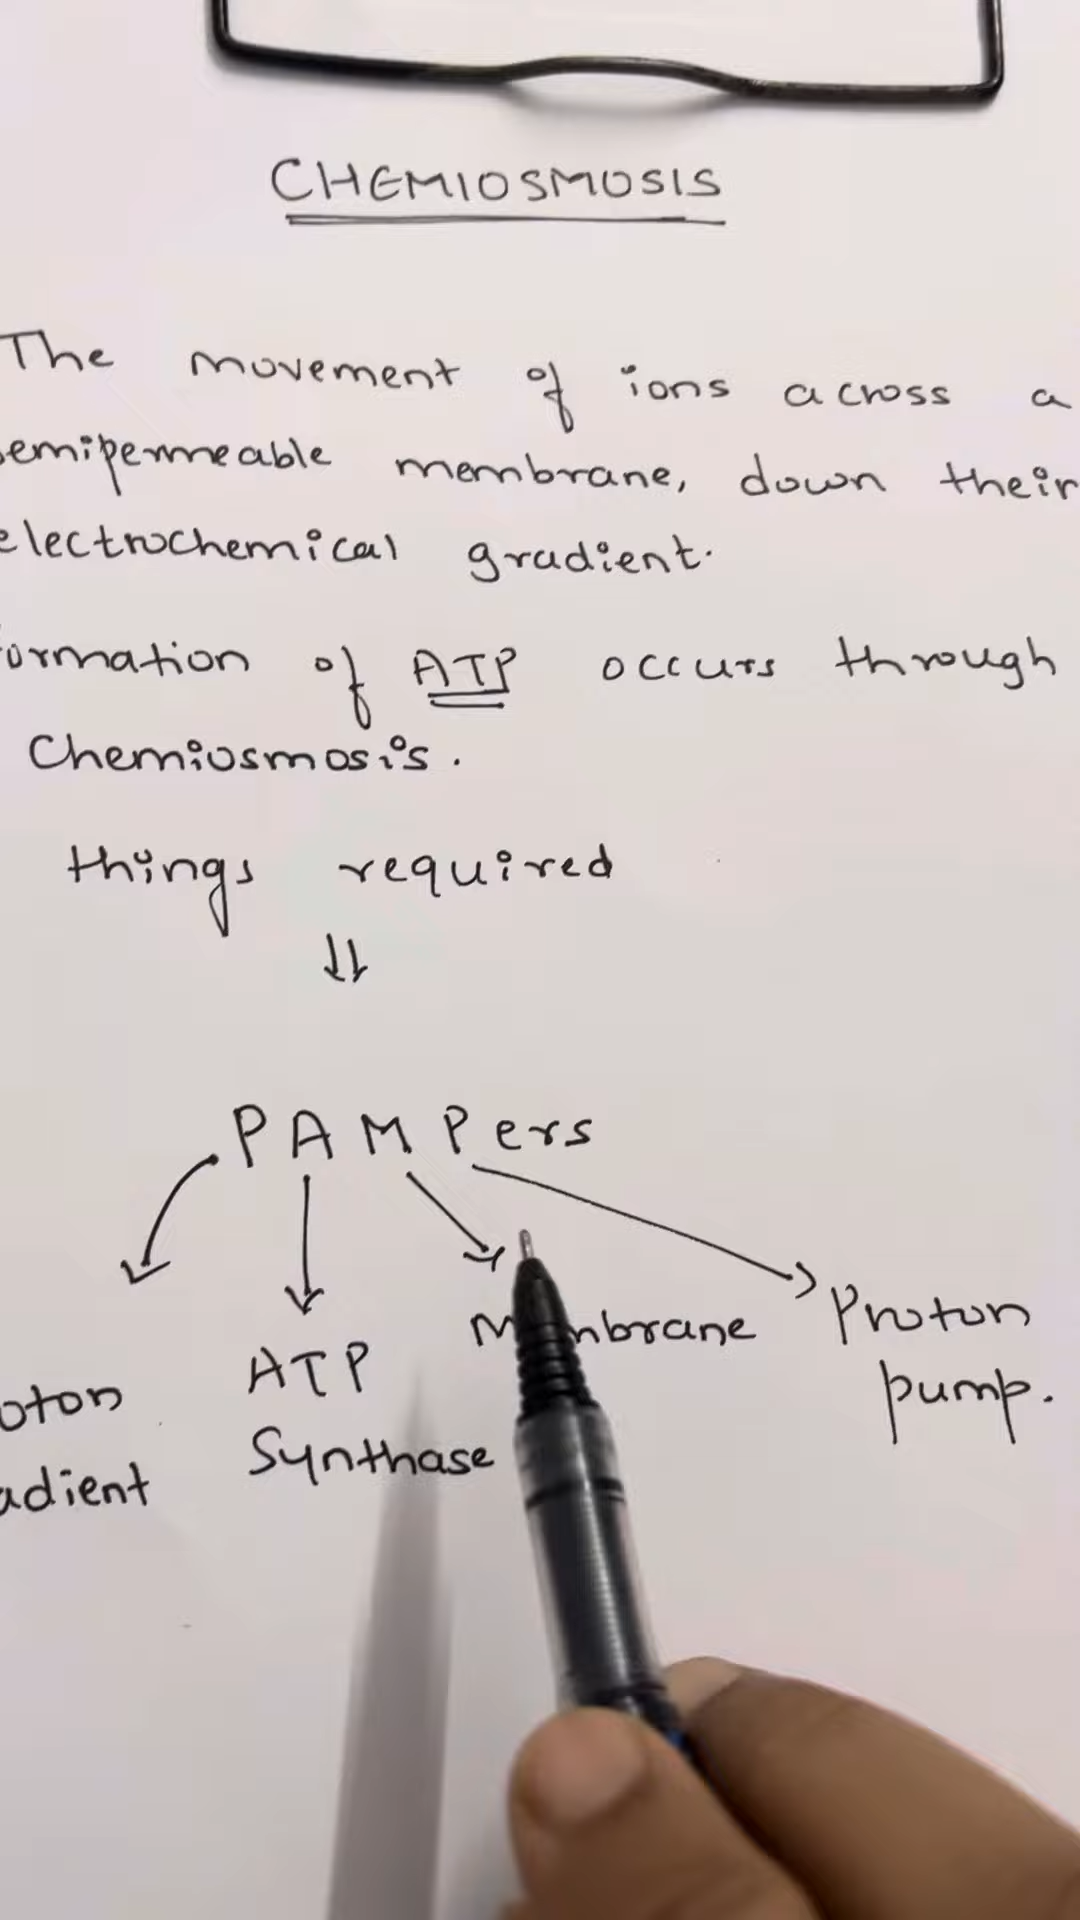 CHEMIOSMOSIS
The movement of ions across a
emipermeable membrane, down their
electrochemical gradient.
ormation of ATP occurs through
Chemiosmosis.
things required
PAMPers
Proton
pump.
Membrane
ATP
Synthase
oton
adient